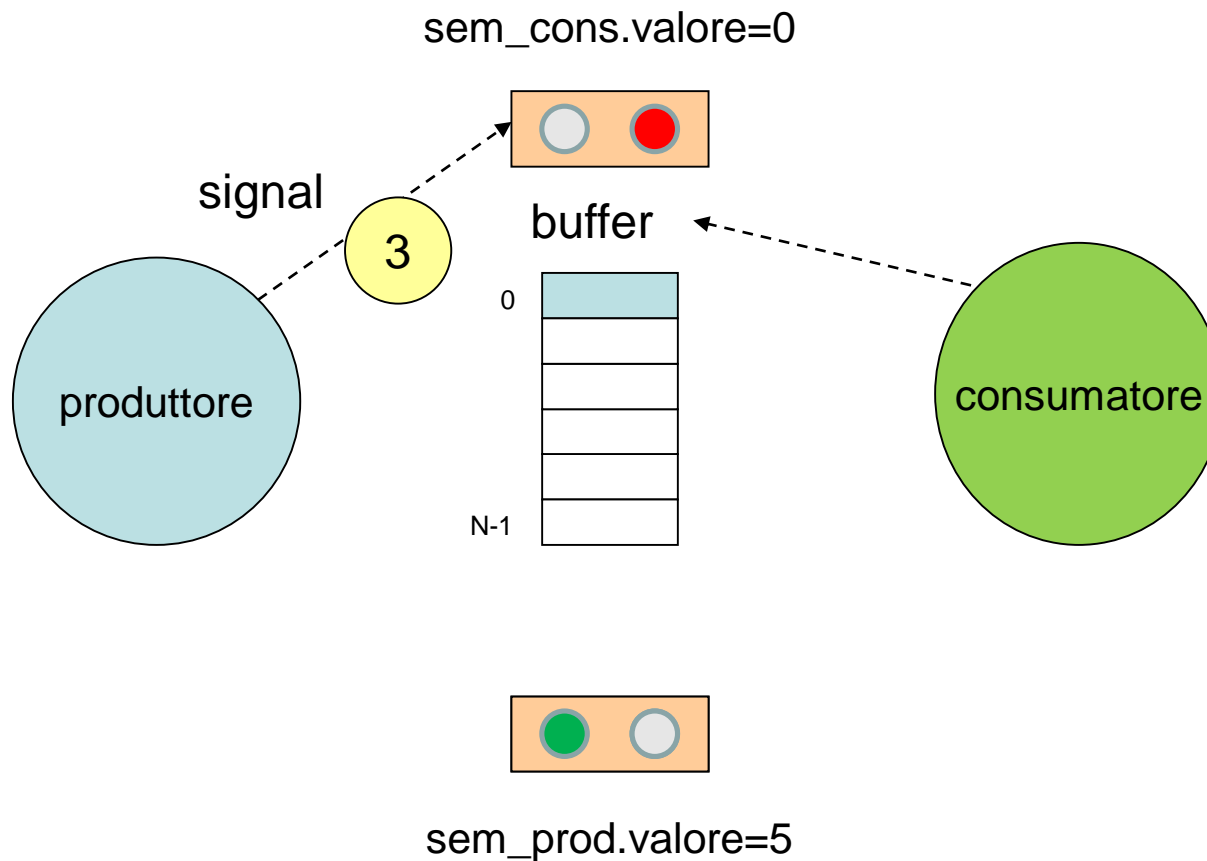 sem_cons.valore=0
signal
buffer
3
0
produttore
consumatore
N-1
sem_prod.valore=5